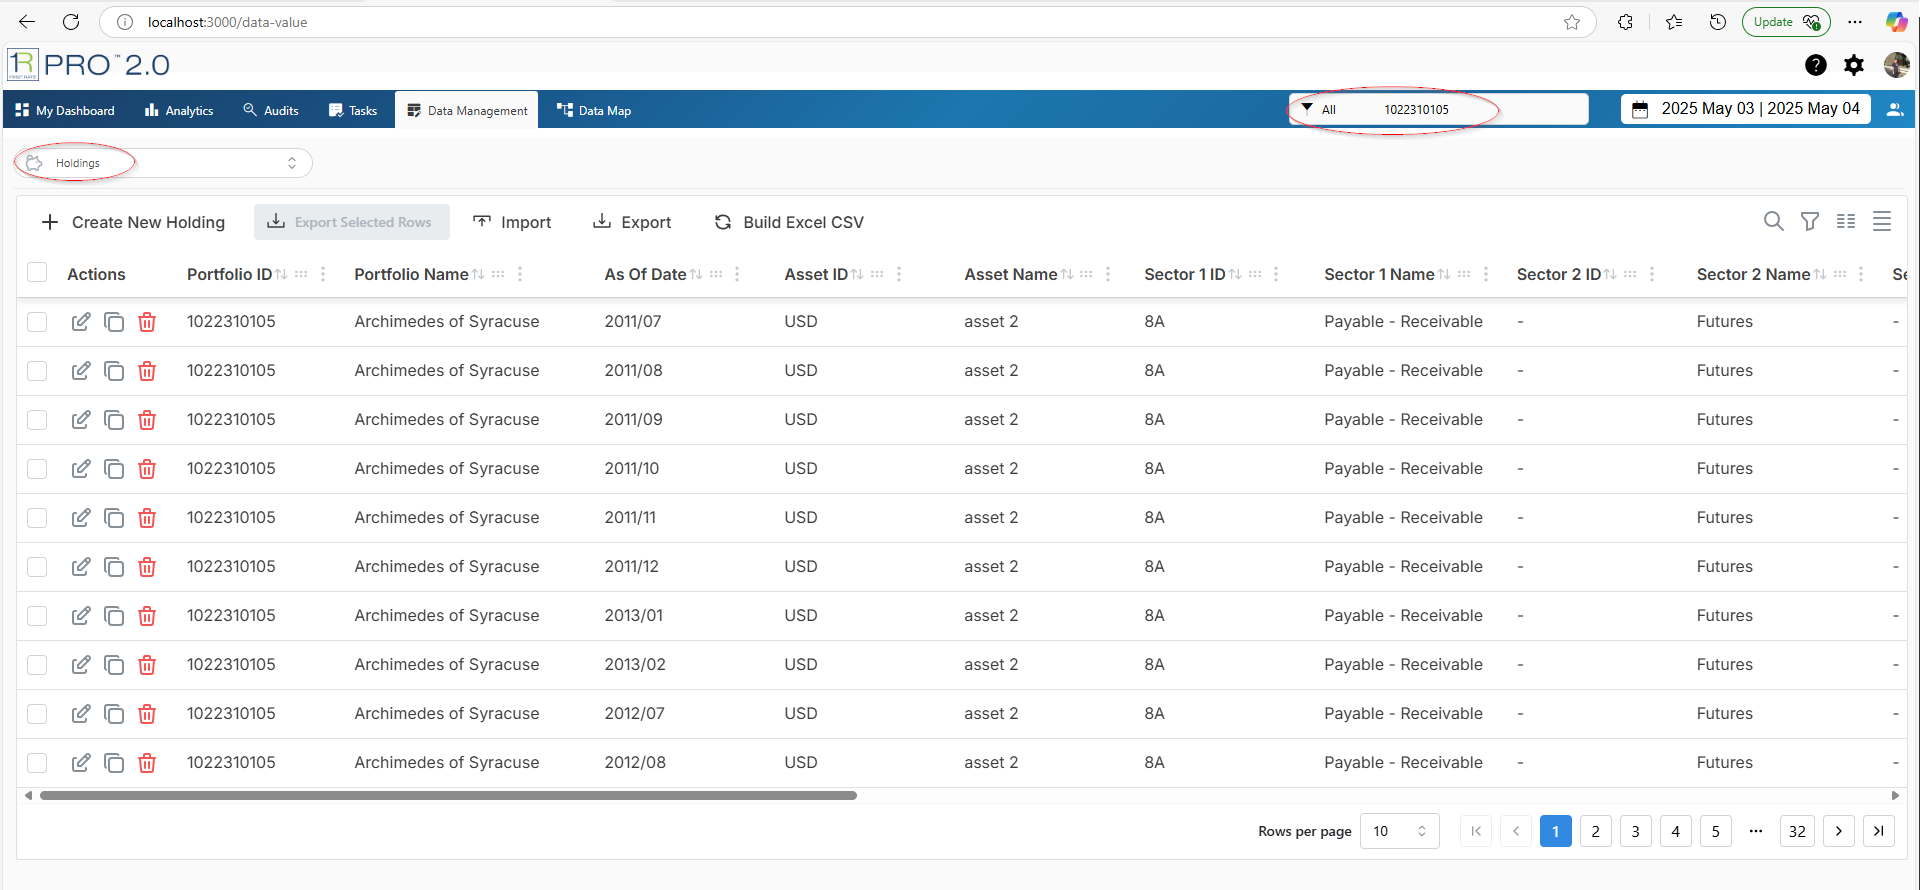 localhost:3000/data-value
Update
1R FIRST RATE PRO™ 2.0
My Dashboard Analytics Audits Tasks Data Management Data Map All 1022310105 2025 May 03 | 2025 May 04
Holdings
Create New Holding Export Selected Rows Import Export Build Excel CSV
Actions Portfolio ID Portfolio Name As Of Date Asset ID Asset Name Sector 1 ID Sector 1 Name Sector 2 ID Sector 2 Name Se
1022310105 Archimedes of Syracuse 2011/07 USD asset 2 8A Payable - Receivable - Futures -
1022310105 Archimedes of Syracuse 2011/08 USD asset 2 8A Payable - Receivable - Futures -
1022310105 Archimedes of Syracuse 2011/09 USD asset 2 8A Payable - Receivable - Futures -
1022310105 Archimedes of Syracuse 2011/10 USD asset 2 8A Payable - Receivable - Futures -
1022310105 Archimedes of Syracuse 2011/11 USD asset 2 8A Payable - Receivable - Futures -
1022310105 Archimedes of Syracuse 2011/12 USD asset 2 8A Payable - Receivable - Futures -
1022310105 Archimedes of Syracuse 2013/01 USD asset 2 8A Payable - Receivable - Futures -
1022310105 Archimedes of Syracuse 2013/02 USD asset 2 8A Payable - Receivable - Futures -
1022310105 Archimedes of Syracuse 2012/07 USD asset 2 8A Payable - Receivable - Futures -
1022310105 Archimedes of Syracuse 2012/08 USD asset 2 8A Payable - Receivable - Futures -
Rows per page 10 1 2 3 4 5 ··· 32